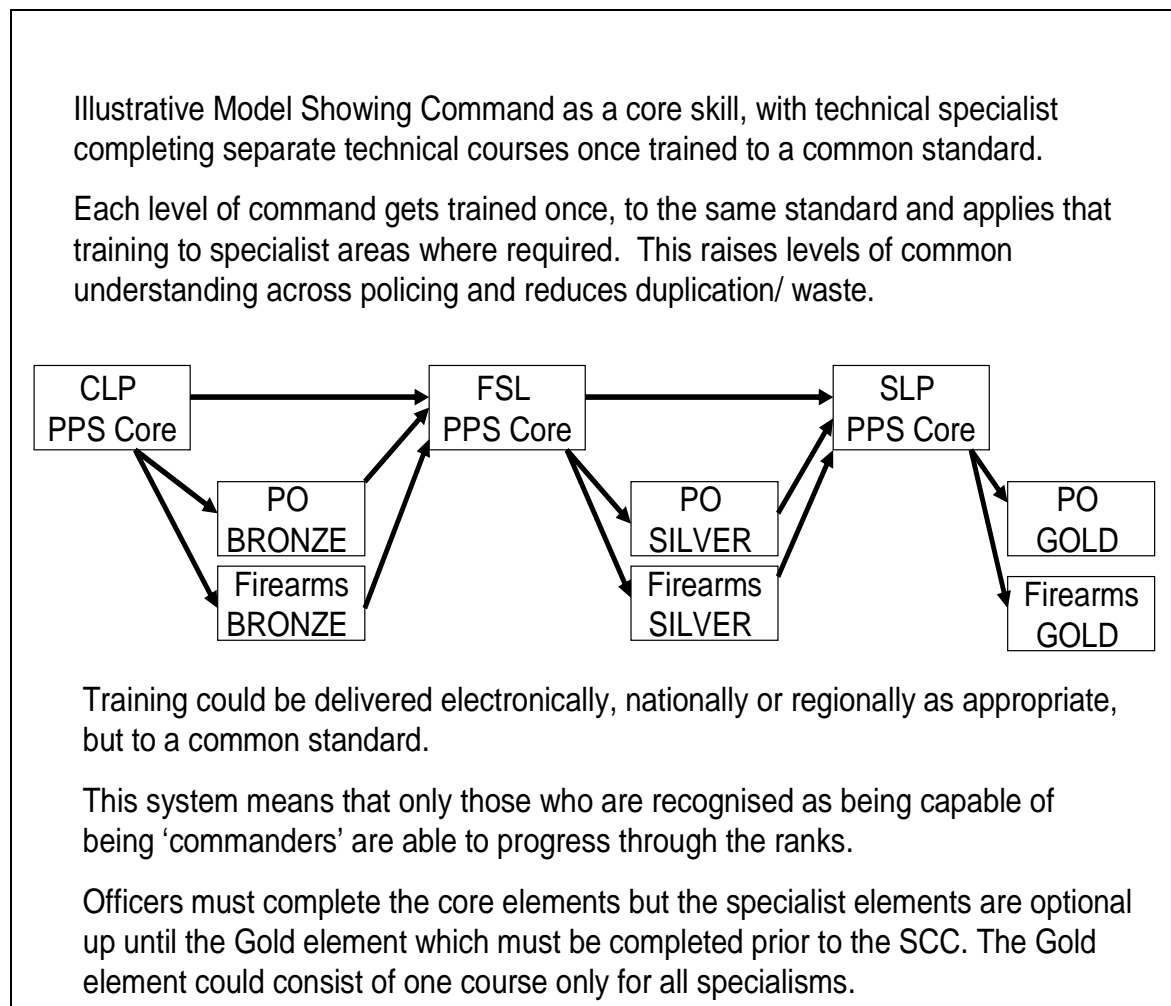 Illustrative Model Showing Command as a core skill, with technical specialist
completing separate technical courses once trained to a common standard.
Each level of command gets trained once, to the same standard and applies that
training to specialist areas where required. This raises levels of common
understanding across policing and reduces duplication/ waste.
CLP
PPS Core
FSL
PPS Core
SLP
PPS Core
PO
BRONZE
Firearms
BRONZE
PO
SILVER
Firearms
SILVER
PO
GOLD
Firearms
GOLD
Training could be delivered electronically, nationally or regionally as appropriate,
but to a common standard.
This system means that only those who are recognised as being capable of
being ‘commanders’ are able to progress through the ranks.
Officers must complete the core elements but the specialist elements are optional
up until the Gold element which must be completed prior to the SCC. The Gold
element could consist of one course only for all specialisms.